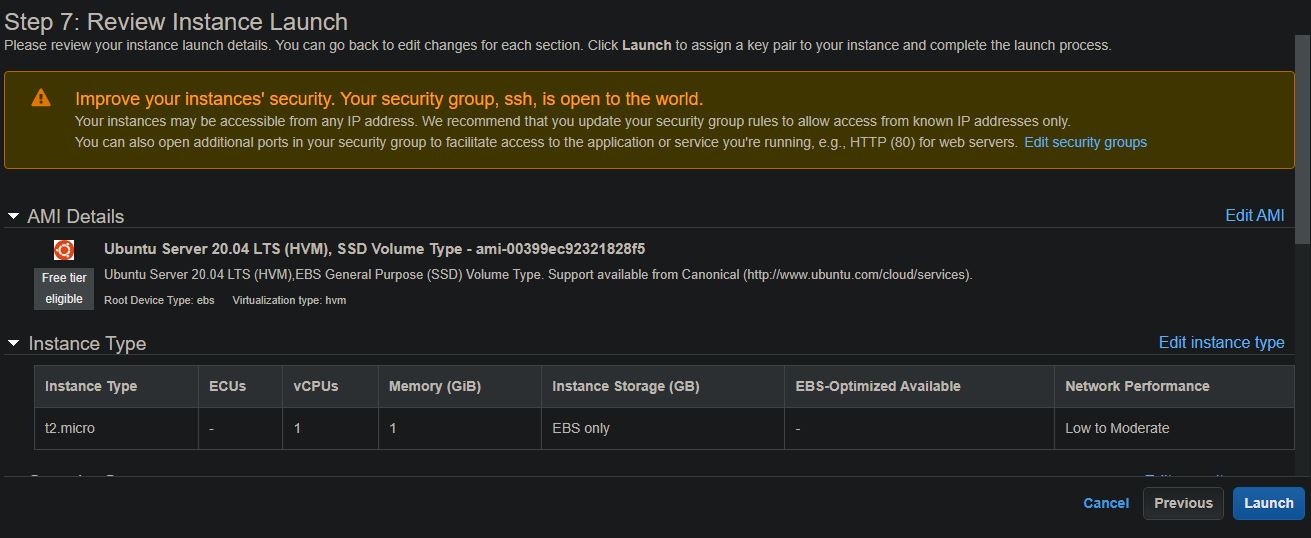 Step 7: Review Instance Launch
Please review your instance launch details. You can go back to edit changes for each section. Click Launch to assign a key pair to your instance and complete the launch process.
Improve your instances' security. Your security group, ssh, is open to the world.
Your instances may be accessible from any IP address. We recommend that you update your security group rules to allow access from known IP addresses only.
You can also open additional ports in your security group to facilitate access to the application or service you're running, e.g., HTTP (80) for web servers. Edit security groups
AMI Details Edit AMI
Ubuntu Server 20.04 LTS (HVM), SSD Volume Type - ami-00399ec92321828f5
Free tier eligible
Ubuntu Server 20.04 LTS (HVM),EBS General Purpose (SSD) Volume Type. Support available from Canonical (http://www.ubuntu.com/cloud/services).
Root Device Type: ebs Virtualization type: hvm
Instance Type Edit instance type
Instance Type ECUs vCPUs Memory (GiB) Instance Storage (GB) EBS-Optimized Available Network Performance
t2.micro - 1 1 EBS only - Low to Moderate
Cancel Previous Launch